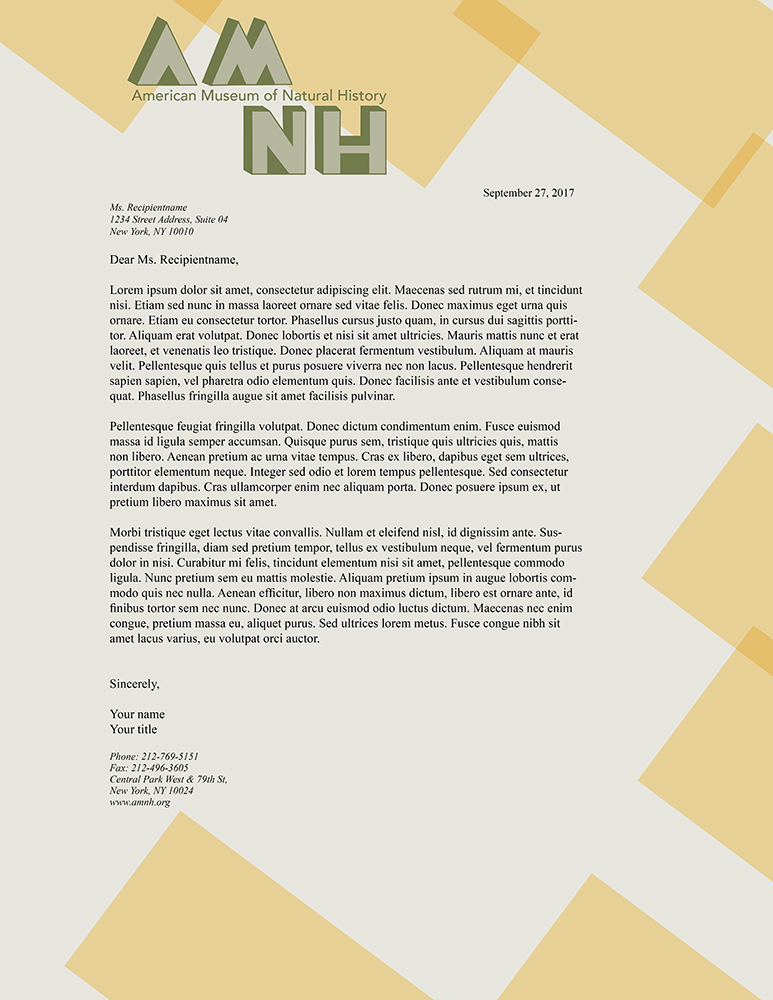 AM
American Museum of Natural History
NH
September 27, 2017
Ms. Recipientname
1234 Street Address, Suite 04
New York, NY 10010
Dear Ms. Recipientname,
Lorem ipsum dolor sit amet, consectetur adipiscing elit. Maecenas sed rutrum mi, et tincidunt
nisi. Etiam sed nunc in massa laoreet ornare sed vitae felis. Donec maximus eget urna quis
ornare. Etiam eu consectetur tortor. Phasellus cursus justo quam, in cursus dui sagittis portti-
tor. Aliquam erat volutpat. Donec lobortis et nisi sit amet ultricies. Mauris mattis nunc et erat
laoreet, et venenatis leo tristique. Donec placerat fermentum vestibulum. Aliquam at mauris
velit. Pellentesque quis tellus et purus posuere viverra nec non lacus. Pellentesque hendrerit
sapien sapien, vel pharetra odio elementum quis. Donec facilisis ante et vestibulum conse-
quat. Phasellus fringilla augue sit amet facilisis pulvinar.
Pellentesque feugiat fringilla volutpat. Donec dictum condimentum enim. Fusce euismod
massa id ligula semper accumsan. Quisque purus sem, tristique quis ultricies quis, mattis
non libero. Aenean pretium ac urna vitae tempus. Cras ex libero, dapibus eget sem ultrices,
porttitor elementum neque. Integer sed odio et lorem tempus pellentesque. Sed consectetur
interdum dapibus. Cras ullamcorper enim nec aliquam porta. Donec posuere ipsum ex, ut
pretium libero maximus sit amet.
Morbi tristique eget lectus vitae convallis. Nullam et eleifend nisl, id dignissim ante. Sus-
pendisse fringilla, diam sed pretium tempor, tellus ex vestibulum neque, vel fermentum purus
dolor in nisi. Curabitur mi felis, tincidunt elementum nisi sit amet, pellentesque commodo
ligula. Nunc pretium sem eu mattis molestie. Aliquam pretium ipsum in augue lobortis com-
modo quis nec nulla. Aenean efficitur, libero non maximus dictum, libero est ornare ante, id
finibus tortor sem nec nunc. Donec at arcu euismod odio luctus dictum. Maecenas nec enim
congue, pretium massa eu, aliquet purus. Sed ultrices lorem metus. Fusce congue nibh sit
amet lacus varius, eu volutpat orci auctor.
Sincerely,
Your name
Your title
Phone: 212-769-5151
Fax: 212-496-3605
Central Park West & 79th St,
New York, NY 10024
www.amnh.org